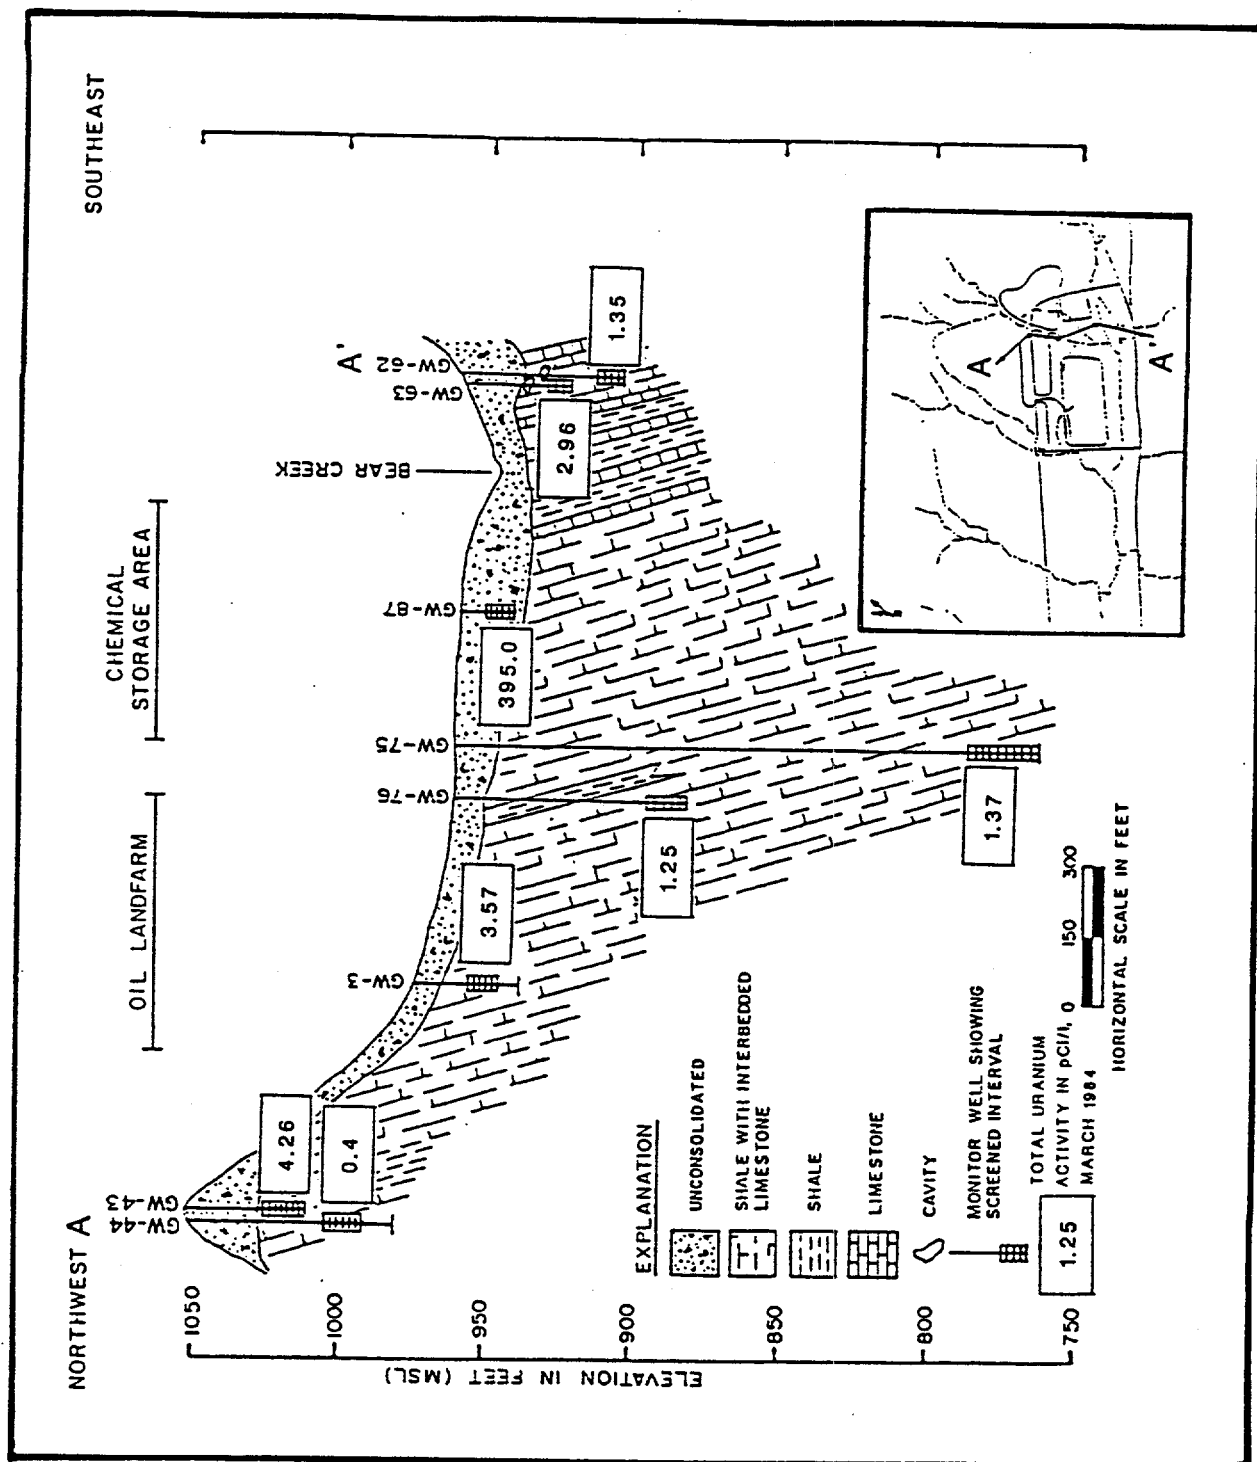 NORTHWEST A
SOUTHEAST
A'
OIL LANDFARM
CHEMICAL
STORAGE AREA
BEAR CREEK
GW-44
GW-43
GW-3
GW-76
GW-75
GW-87
GW-63
GW-62
4.26
0.4
3.57
1.25
1.37
395.0
2.96
1.35
ELEVATION IN FEET (MSL)
1050
1000
950
900
850
800
750
EXPLANATION
UNCONSOLIDATED
SHALE WITH INTERBEDDED
LIMESTONE
SHALE
LIMESTONE
CAVITY
MONITOR WELL SHOWING
SCREENED INTERVAL
1.25
TOTAL URANIUM
ACTIVITY IN pCi/l,
MARCH 1984
0 150 300
HORIZONTAL SCALE IN FEET
A
A'